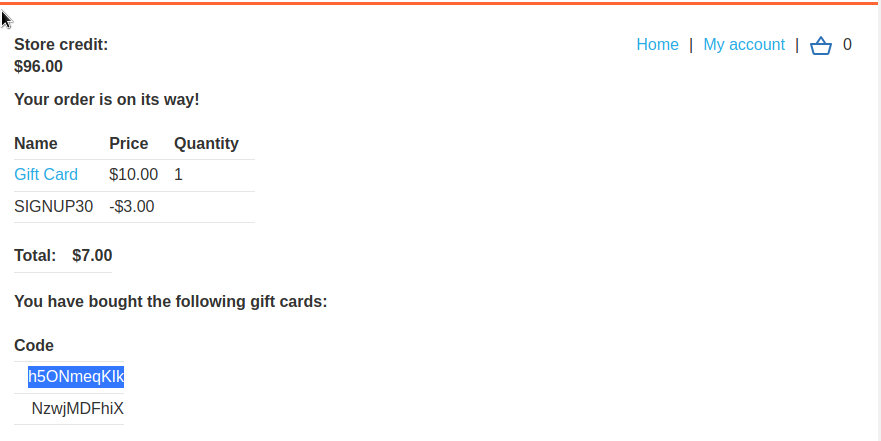 Store credit:
$96.00
Home | My account | 0
Your order is on its way!
Name Price Quantity
Gift Card $10.00 1
SIGNUP30 -$3.00
Total: $7.00
You have bought the following gift cards:
Code
h5ONmeqKIk
NzwjMDFhiX